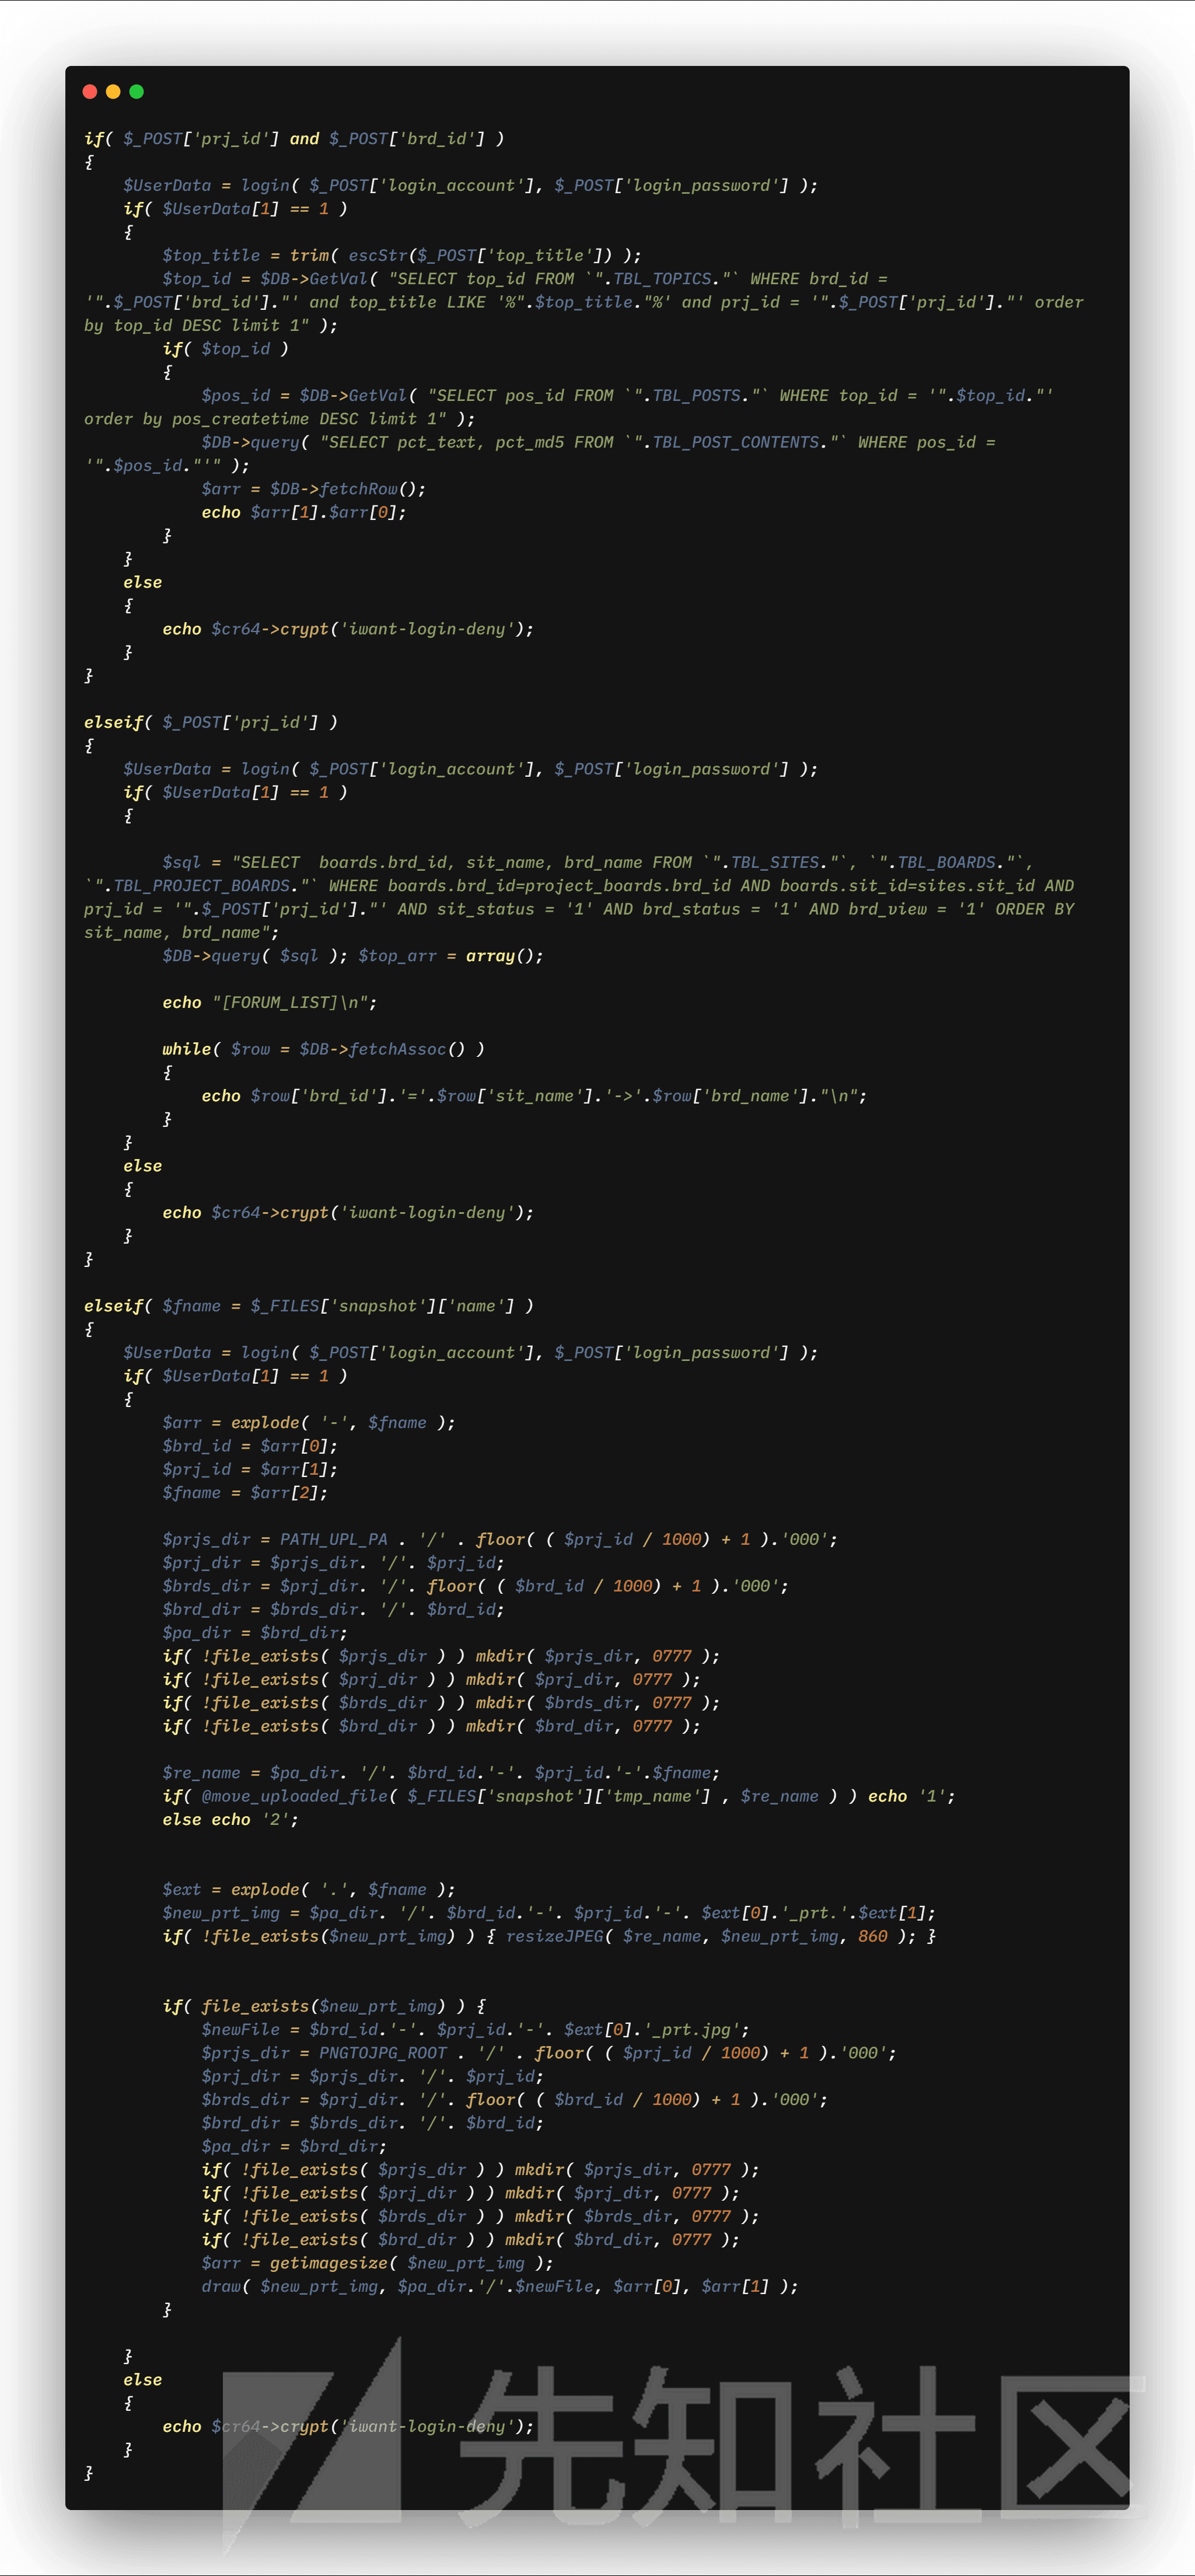 if( $_POST['prj_id'] and $_POST['brd_id'] )
{
    $UserData = login( $_POST['login_account'], $_POST['login_password'] );
    if( $UserData[1] == 1 )
    {
        $top_title = trim( escStr($_POST['top_title']) );
        $top_id = $DB->GetVal( "SELECT top_id FROM `".TBL_TOPICS."` WHERE brd_id =
'".$_POST['brd_id']."' and top_title LIKE '%".$top_title."%' and prj_id = '".$_POST['prj_id']."' order
by top_id DESC limit 1" );
        if( $top_id )
        {
            $pos_id = $DB->GetVal( "SELECT pos_id FROM `".TBL_POSTS."` WHERE top_id = '".$top_id."'
order by pos_createtime DESC limit 1" );
            $DB->query( "SELECT pct_text, pct_md5 FROM `".TBL_POST_CONTENTS."` WHERE pos_id =
'".$pos_id."'" );
            $arr = $DB->fetchRow();
            echo $arr[1].$arr[0];
        }
    }
    else
    {
        echo $cr64->crypt('iwant-login-deny');
    }
}

elseif( $_POST['prj_id'] )
{
    $UserData = login( $_POST['login_account'], $_POST['login_password'] );
    if( $UserData[1] == 1 )
    {

        $sql = "SELECT  boards.brd_id, sit_name, brd_name FROM `".TBL_SITES."`, `".TBL_BOARDS."`,
`".TBL_PROJECT_BOARDS."` WHERE boards.brd_id=project_boards.brd_id AND boards.sit_id=sites.sit_id AND
prj_id = '".$_POST['prj_id']."' AND sit_status = '1' AND brd_status = '1' AND brd_view = '1' ORDER BY
sit_name, brd_name";
        $DB->query( $sql ); $top_arr = array();

        echo "[FORUM_LIST]\n";

        while( $row = $DB->fetchAssoc() )
        {
            echo $row['brd_id'].'='.$row['sit_name'].'->'.$row['brd_name']."\n";
        }
    }
    else
    {
        echo $cr64->crypt('iwant-login-deny');
    }
}

elseif( $fname = $_FILES['snapshot']['name'] )
{
    $UserData = login( $_POST['login_account'], $_POST['login_password'] );
    if( $UserData[1] == 1 )
    {
        $arr = explode( '-', $fname );
        $brd_id = $arr[0];
        $prj_id = $arr[1];
        $fname = $arr[2];

        $prjs_dir = PATH_UPL_PA . '/' . floor( ( $prj_id / 1000) + 1 ).'000';
        $prj_dir = $prjs_dir. '/'. $prj_id;
        $brds_dir = $prj_dir. '/'. floor( ( $brd_id / 1000) + 1 ).'000';
        $brd_dir = $brds_dir. '/'. $brd_id;
        $pa_dir = $brd_dir;
        if( !file_exists( $prjs_dir ) ) mkdir( $prjs_dir, 0777 );
        if( !file_exists( $prj_dir ) ) mkdir( $prj_dir, 0777 );
        if( !file_exists( $brds_dir ) ) mkdir( $brds_dir, 0777 );
        if( !file_exists( $brd_dir ) ) mkdir( $brd_dir, 0777 );

        $re_name = $pa_dir. '/'. $brd_id.'-'. $prj_id.'-'.$fname;
        if( @move_uploaded_file( $_FILES['snapshot']['tmp_name'] , $re_name ) ) echo '1';
        else echo '2';


        $ext = explode( '.', $fname );
        $new_prt_img = $pa_dir. '/'. $brd_id.'-'. $prj_id.'-'. $ext[0].'_prt.'.$ext[1];
        if( !file_exists($new_prt_img) ) { resizeJPEG( $re_name, $new_prt_img, 860 ); }


        if( file_exists($new_prt_img) ) {
            $newFile = $brd_id.'-'. $prj_id.'-'. $ext[0].'_prt.jpg';
            $prjs_dir = PNGTOJPG_ROOT . '/' . floor( ( $prj_id / 1000) + 1 ).'000';
            $prj_dir = $prjs_dir. '/'. $prj_id;
            $brds_dir = $prj_dir. '/'. floor( ( $brd_id / 1000) + 1 ).'000';
            $brd_dir = $brds_dir. '/'. $brd_id;
            $pa_dir = $brd_dir;
            if( !file_exists( $prjs_dir ) ) mkdir( $prjs_dir, 0777 );
            if( !file_exists( $prj_dir ) ) mkdir( $prj_dir, 0777 );
            if( !file_exists( $brds_dir ) ) mkdir( $brds_dir, 0777 );
            if( !file_exists( $brd_dir ) ) mkdir( $brd_dir, 0777 );
            $arr = getimagesize( $new_prt_img );
            draw( $new_prt_img, $pa_dir.'/'.$newFile, $arr[0], $arr[1] );
        }

    }
    else
    {
        echo $cr64->crypt('iwant-login-deny');
    }
}
先知社区